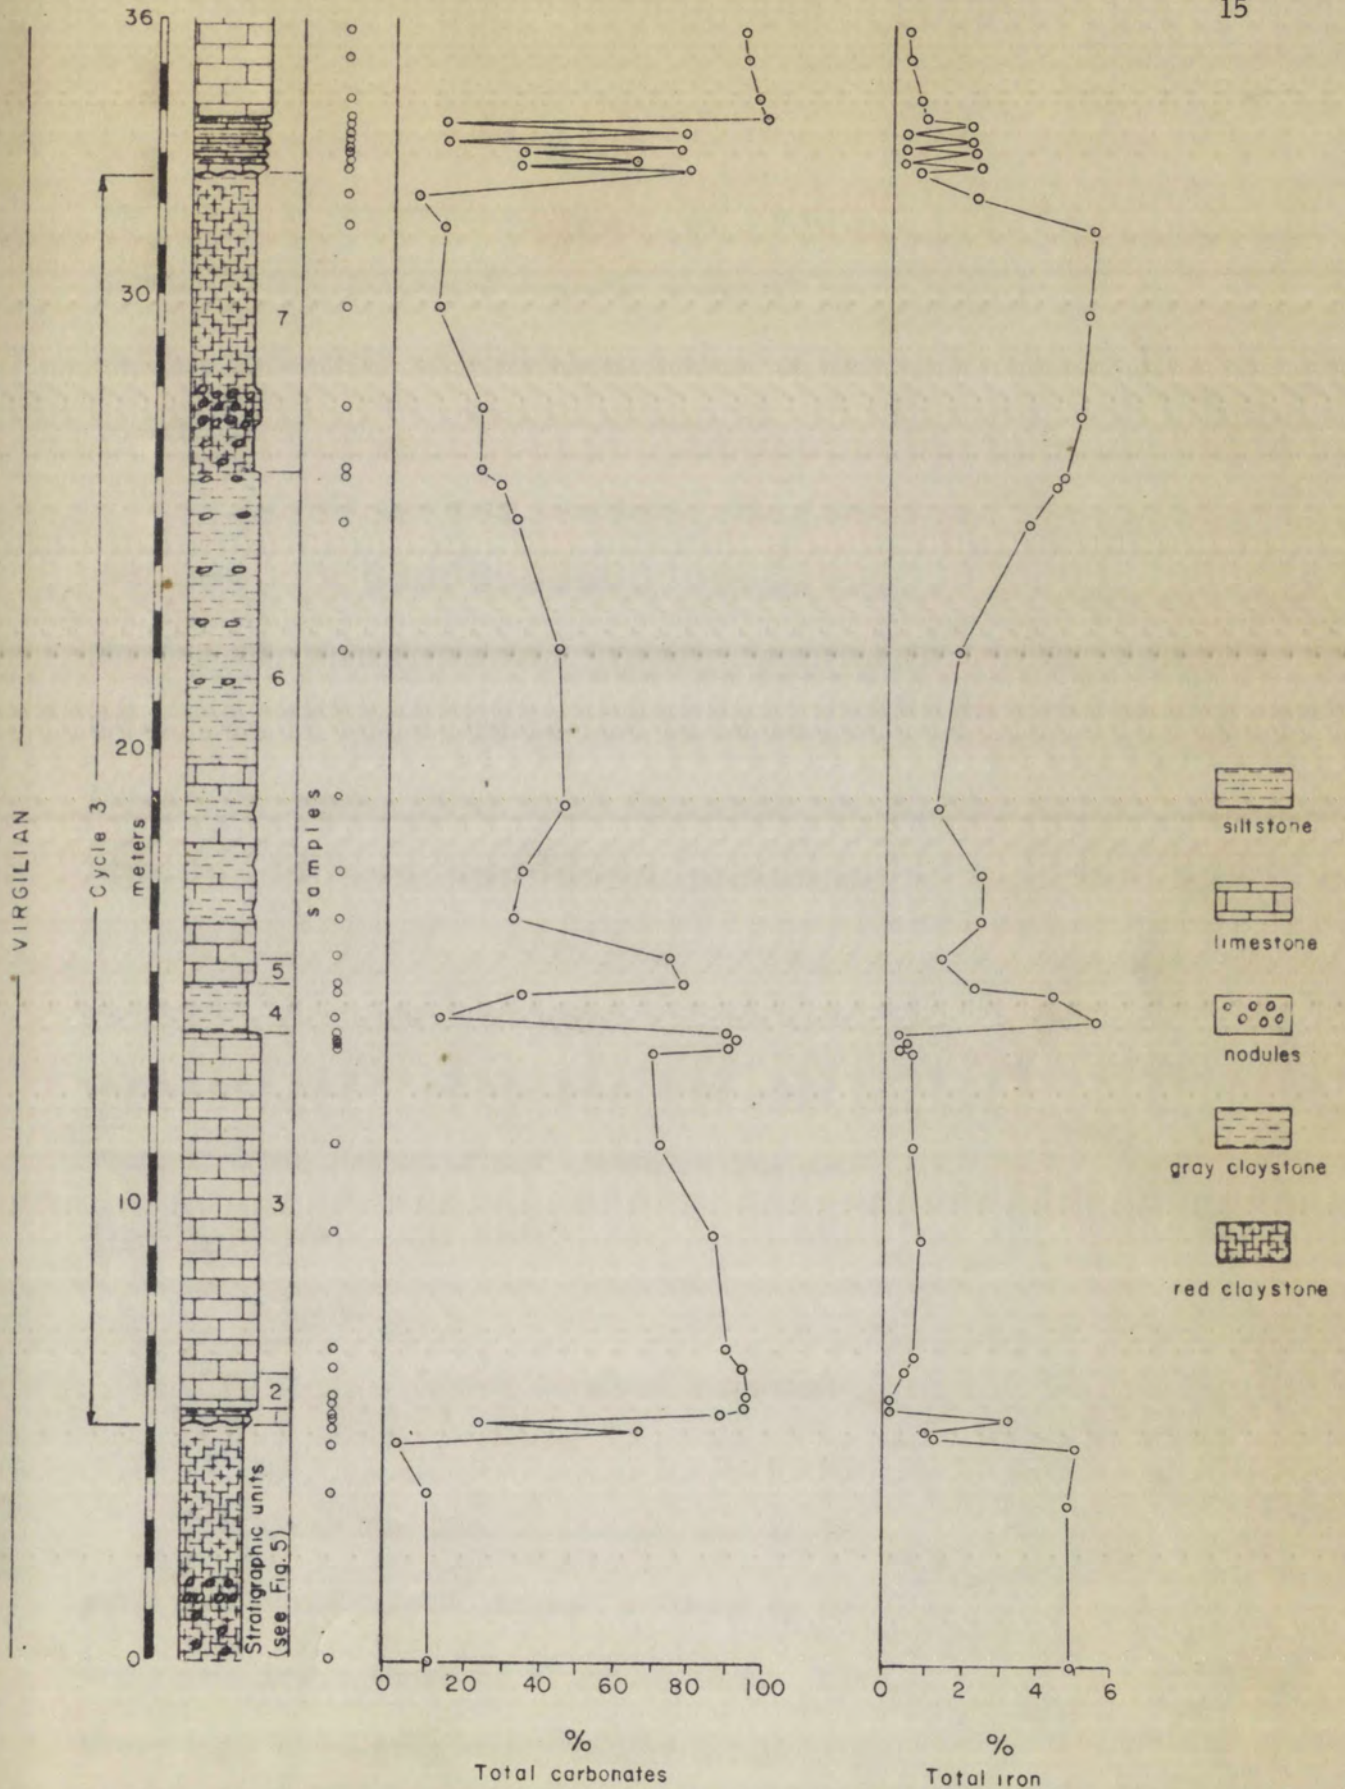 15
36
30
20
10
0
VIRGILIAN
Cycle 3
meters
7
6
5
4
3
2
1
Stratigraphic units
(see Fig. 5)
samples
0 20 40 60 80 100
%
Total carbonates
0 2 4 6
%
Total iron
siltstone
limestone
nodules
gray claystone
red claystone